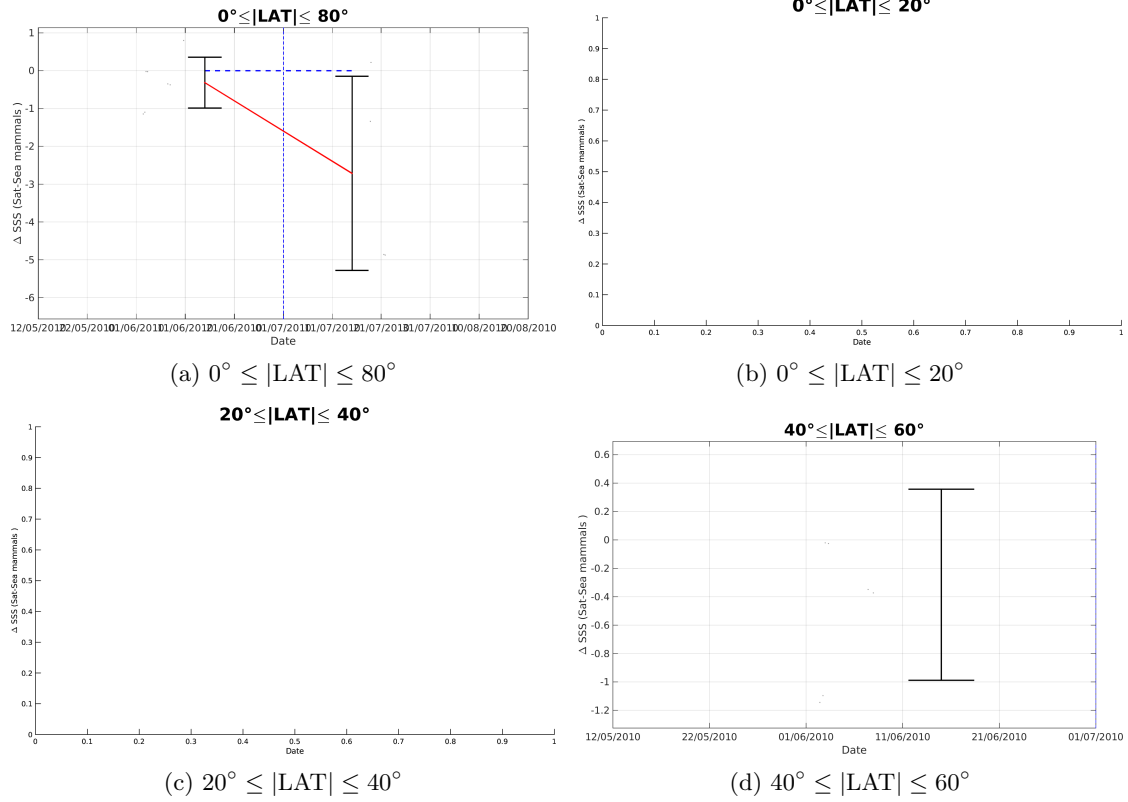 0°≤|LAT|≤ 80°
1
0
-1
-2
-3
-4
-5
-6
Δ SSS (Sat-Sea mammals )
12/05/2010 22/05/2010 01/06/2010 11/06/2010 21/06/2010 01/07/2010 11/07/2010 21/07/2010 31/07/2010 10/08/2010 20/08/2010
Date
(a) 0° ≤ |LAT| ≤ 80°
0°≤|LAT|≤ 20°
1
0.9
0.8
0.7
0.6
0.5
0.4
0.3
0.2
0.1
0
Δ SSS (Sat-Sea mammals )
0 0.1 0.2 0.3 0.4 0.5 0.6 0.7 0.8 0.9 1
Date
(b) 0° ≤ |LAT| ≤ 20°
20°≤|LAT|≤ 40°
1
0.9
0.8
0.7
0.6
0.5
0.4
0.3
0.2
0.1
0
Δ SSS (Sat-Sea mammals )
0 0.1 0.2 0.3 0.4 0.5 0.6 0.7 0.8 0.9 1
Date
(c) 20° ≤ |LAT| ≤ 40°
40°≤|LAT|≤ 60°
0.6
0.4
0.2
0
-0.2
-0.4
-0.6
-0.8
-1
-1.2
Δ SSS (Sat-Sea mammals )
12/05/2010 22/05/2010 01/06/2010 11/06/2010 21/06/2010 01/07/2010
Date
(d) 40° ≤ |LAT| ≤ 60°